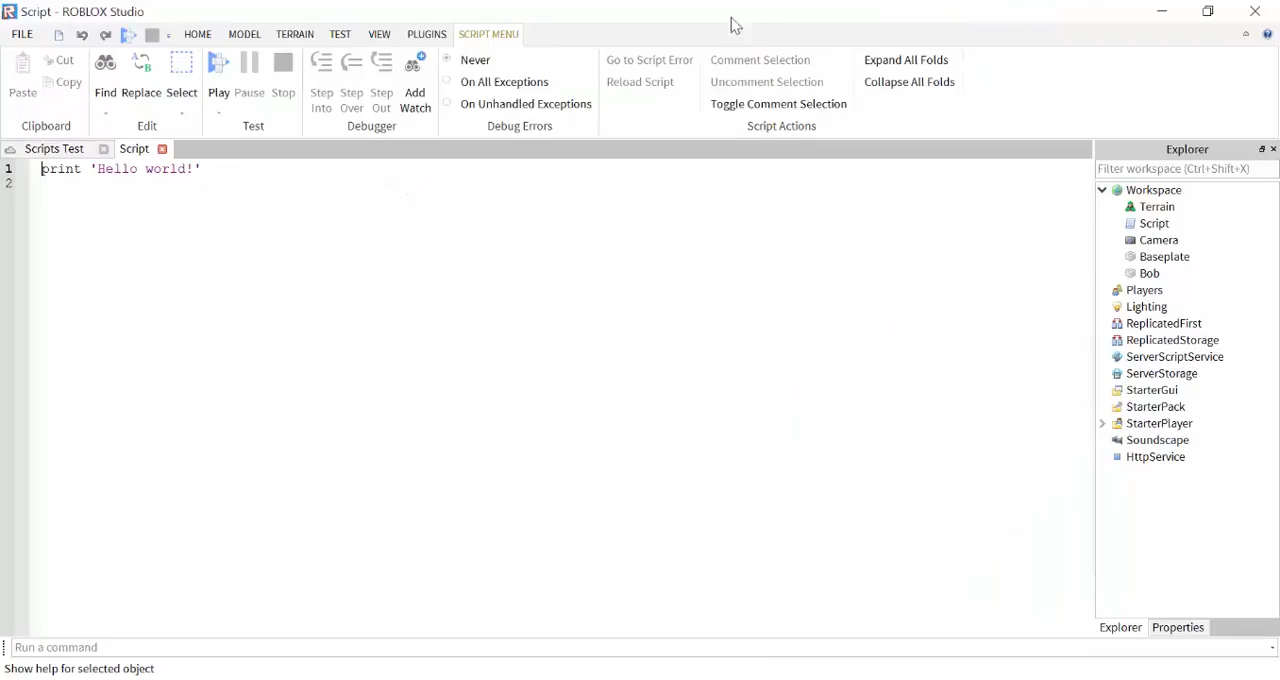 Script - ROBLOX Studio
FILE HOME MODEL TERRAIN TEST VIEW PLUGINS SCRIPT MENU
Paste
Cut
Copy
Clipboard
Find Replace Select
Edit
Play Pause Stop
Test
Step Into
Step Over
Step Out
Add Watch
Debugger
Never
On All Exceptions
On Unhandled Exceptions
Debug Errors
Go to Script Error
Reload Script
Comment Selection
Uncomment Selection
Toggle Comment Selection
Script Actions
Expand All Folds
Collapse All Folds
Scripts Test
Script
1 print 'Hello world!'
2
Explorer
Filter workspace (Ctrl+Shift+X)
Workspace
Terrain
Script
Camera
Baseplate
Bob
Players
Lighting
ReplicatedFirst
ReplicatedStorage
ServerScriptService
ServerStorage
StarterGui
StarterPack
StarterPlayer
Soundscape
HttpService
Explorer Properties
Run a command
Show help for selected object